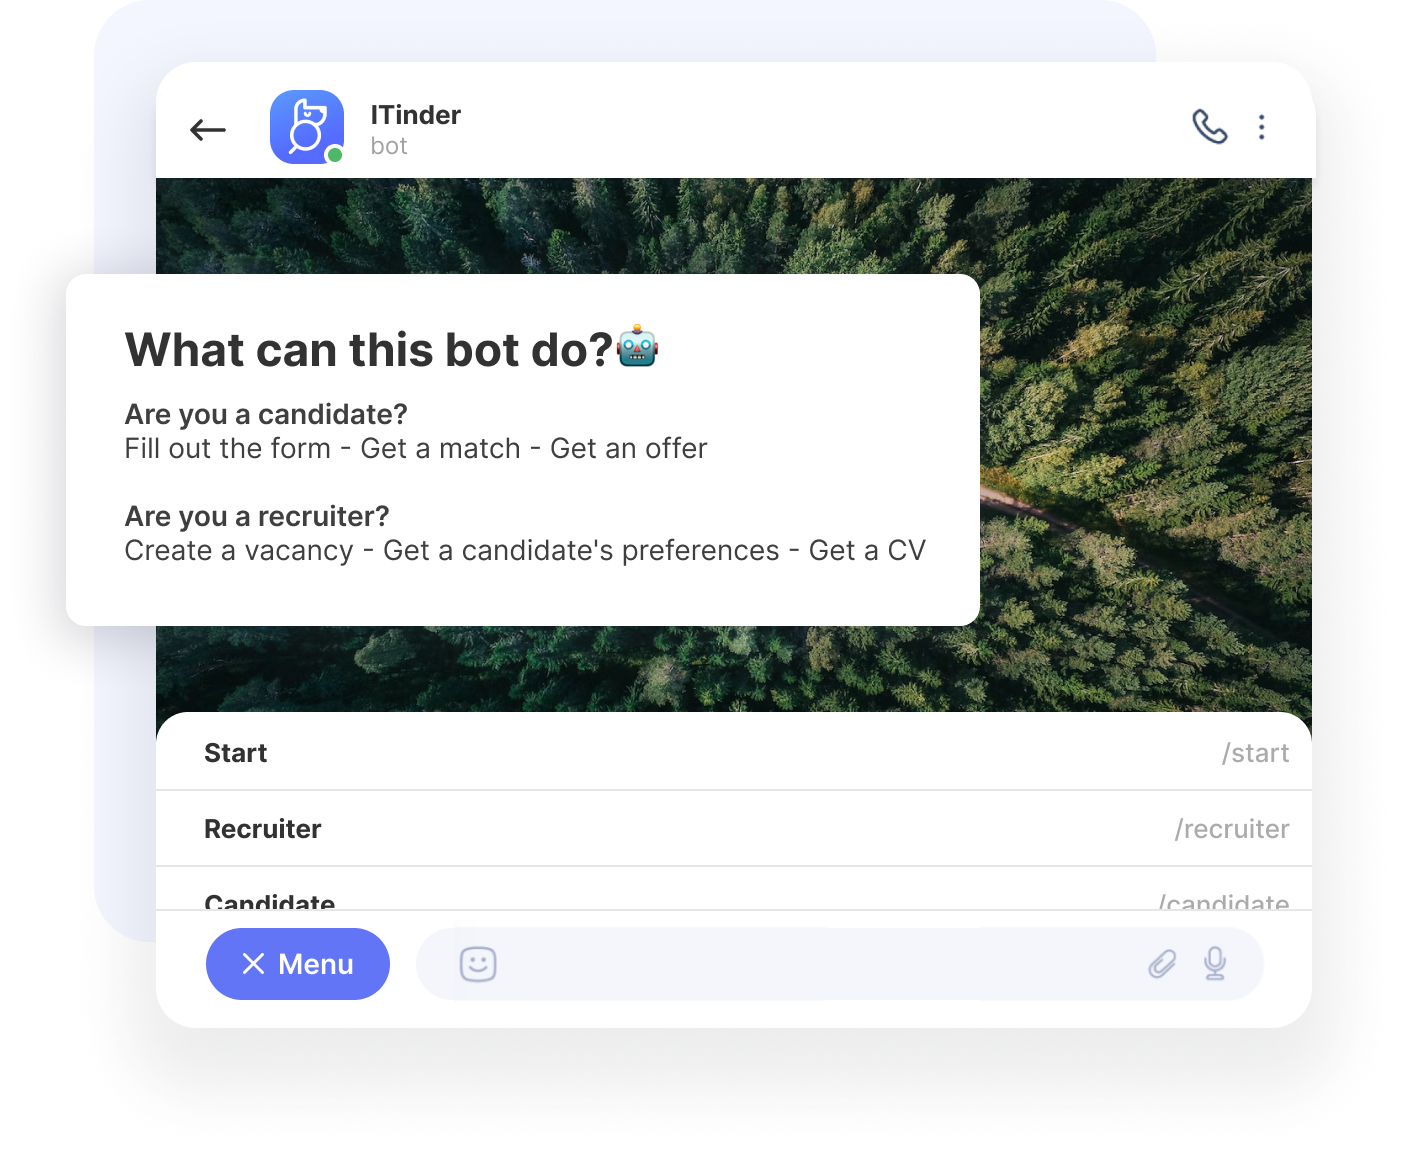 ITinder
bot
What can this bot do?🤖
Are you a candidate?
Fill out the form - Get a match - Get an offer
Are you a recruiter?
Create a vacancy - Get a candidate's preferences - Get a CV
Start /start
Recruiter /recruiter
Candidate /candidate
Menu